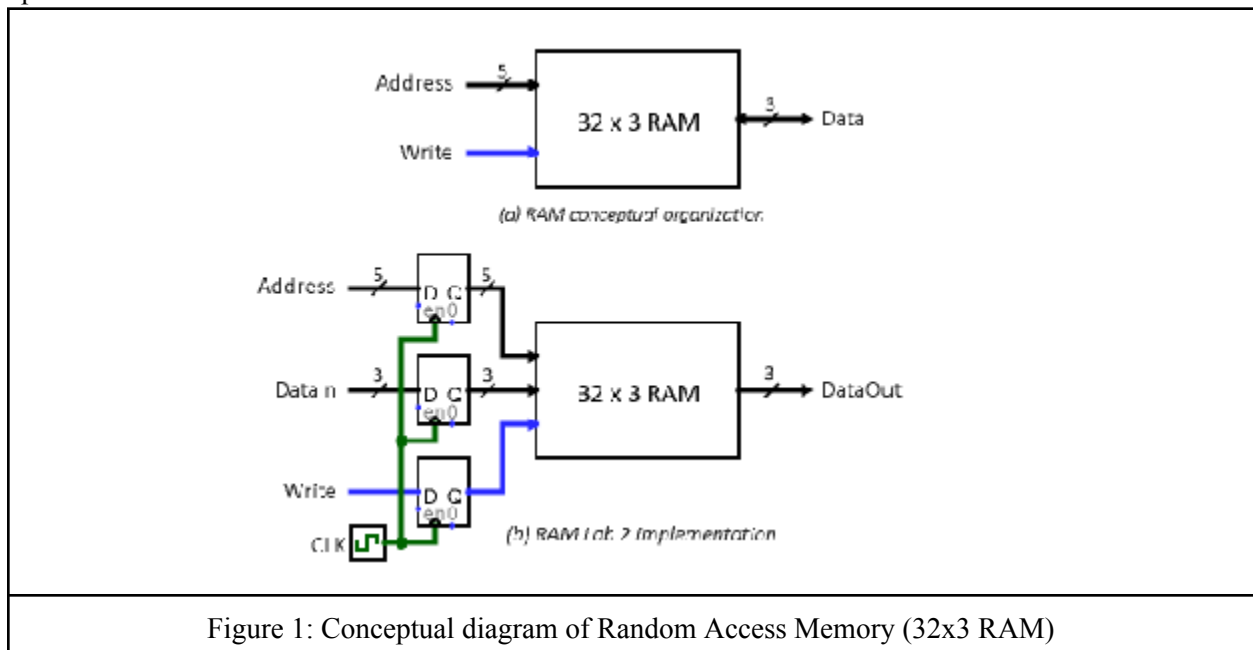 Address
5
32 x 3 RAM
3
Data
Write
(a) RAM conceptual organization
Address
5
D Q
en0
5
Data n
3
D Q
en0
3
32 x 3 RAM
3
DataOut
Write
D Q
en0
CLK
(b) RAM Lab 2 Implementation
Figure 1: Conceptual diagram of Random Access Memory (32x3 RAM)